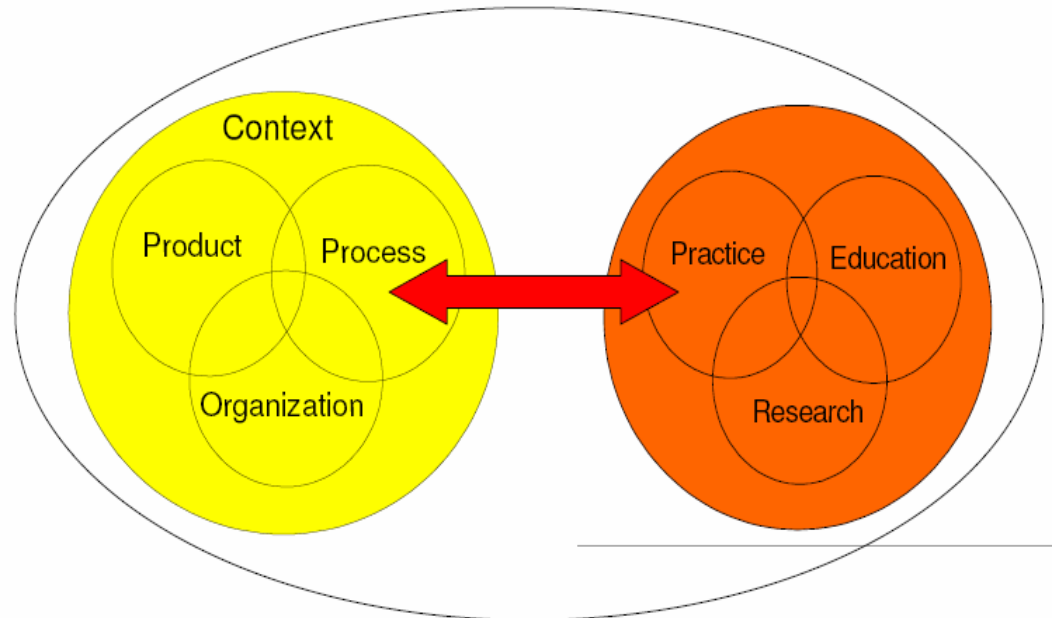 Context
Product
Process
Organization
Practice
Education
Research